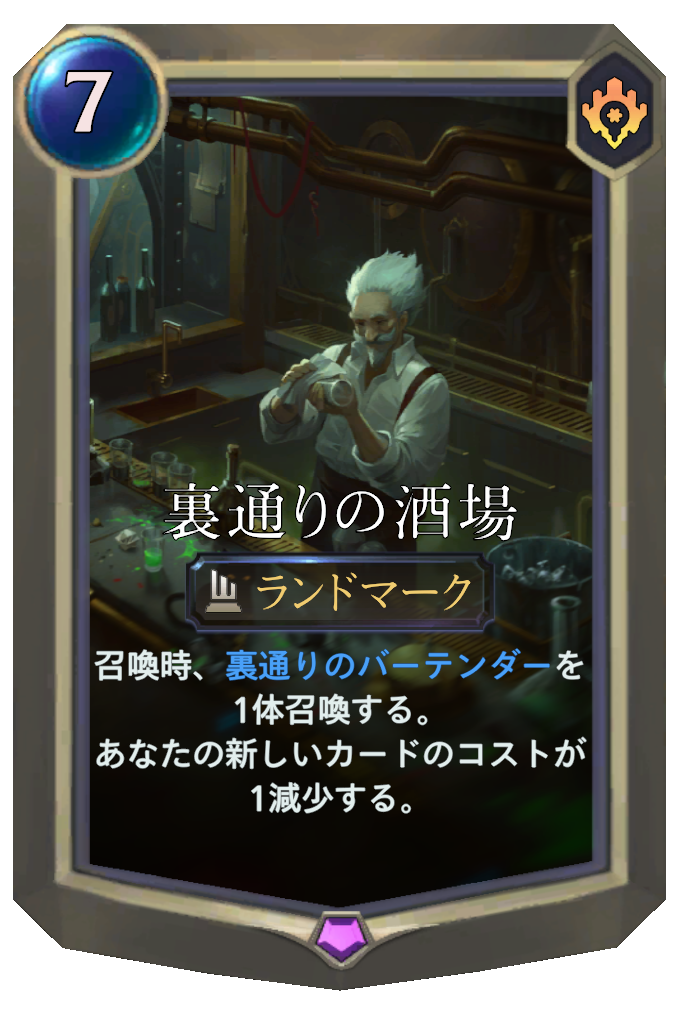 7
裏通りの酒場
ランドマーク
召喚時、裏通りのバーテンダーを
1体召喚する。
あなたの新しいカードのコストが
1減少する。